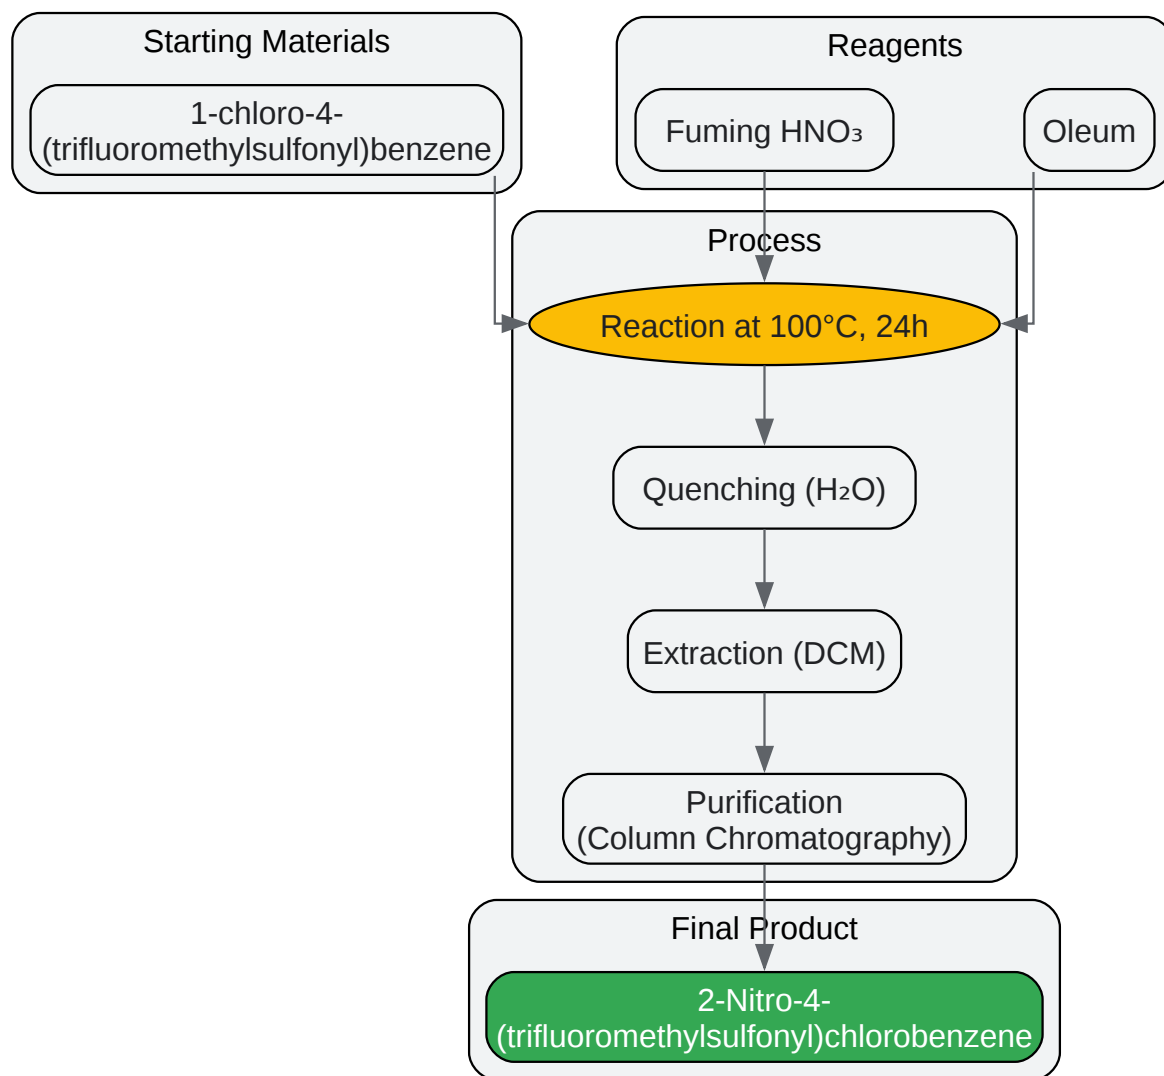 Starting Materials
1-chloro-4-
(trifluoromethylsulfonyl)benzene
Reagents
Fuming HNO₃
Oleum
Process
Reaction at 100°C, 24h
Quenching (H₂O)
Extraction (DCM)
Purification
(Column Chromatography)
Final Product
2-Nitro-4-
(trifluoromethylsulfonyl)chlorobenzene